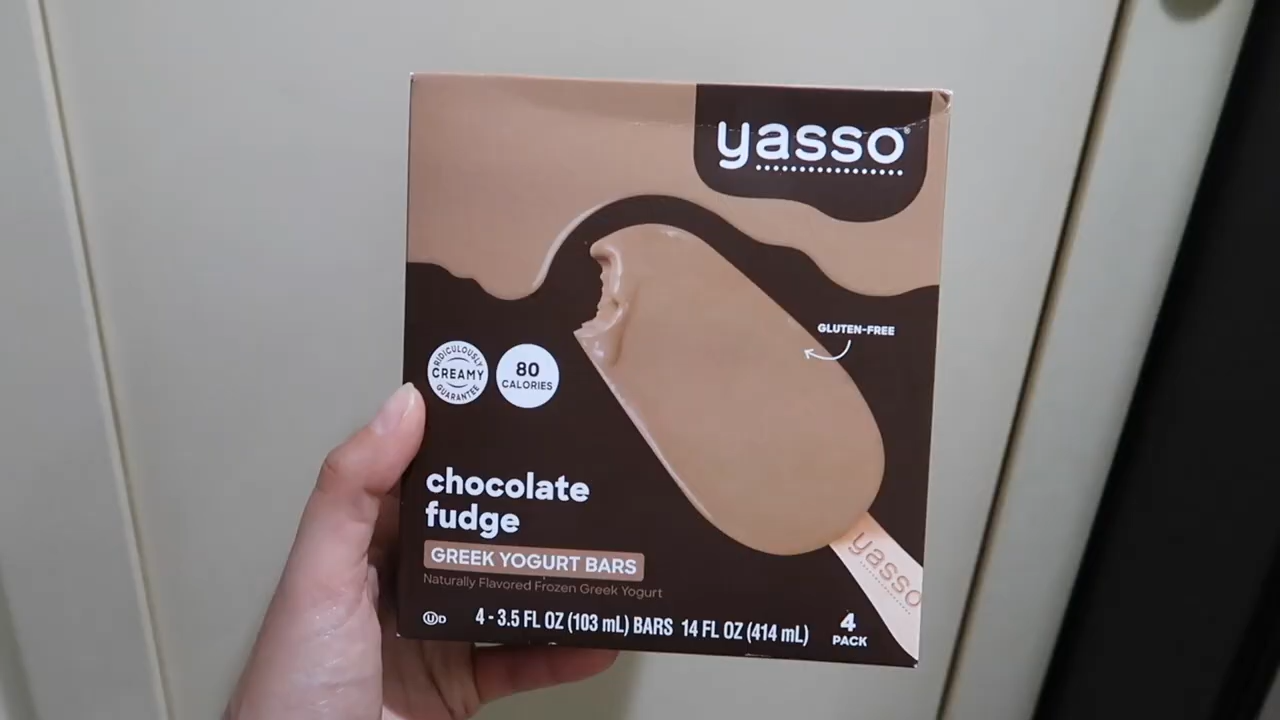 yasso®
GLUTEN-FREE
RIDICULOUSLY
CREAMY
GUARANTEE
80
CALORIES
chocolate
fudge
GREEK YOGURT BARS
Naturally Flavored Frozen Greek Yogurt
yasso
UD
4 - 3.5 FL OZ (103 mL) BARS 14 FL OZ (414 mL)
4
PACK